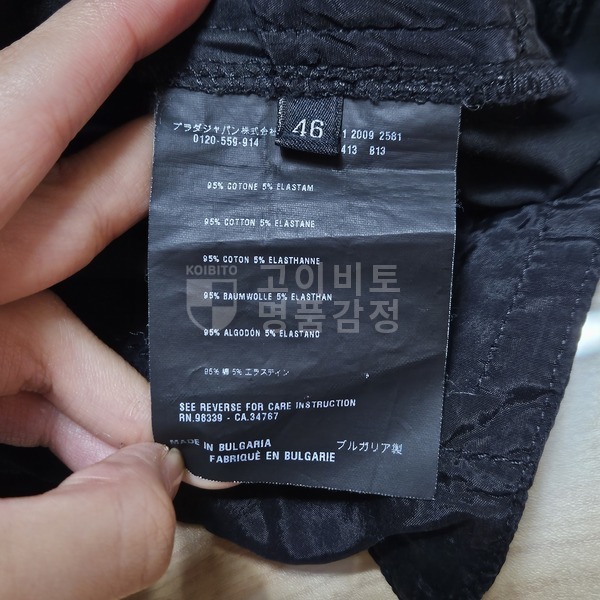 46
プラダジャパン株式会
1 2009 2581
0120-559-914
413 813
95% COTONE 5% ELASTAM
95% COTTON 5% ELASTANE
95% COTON 5% ELASTHANNE
KOIBITO
고이비토
명품감정
95% BAUMWOLLE 5% ELASTHAN
95% ALGODÓN 5% ELASTANO
95% 綿 5% エラスティン
SEE REVERSE FOR CARE INSTRUCTION
RN.98339 - CA.34767
MADE IN BULGARIA
ブルガリア製
FABRIQUÈ EN BULGARIE